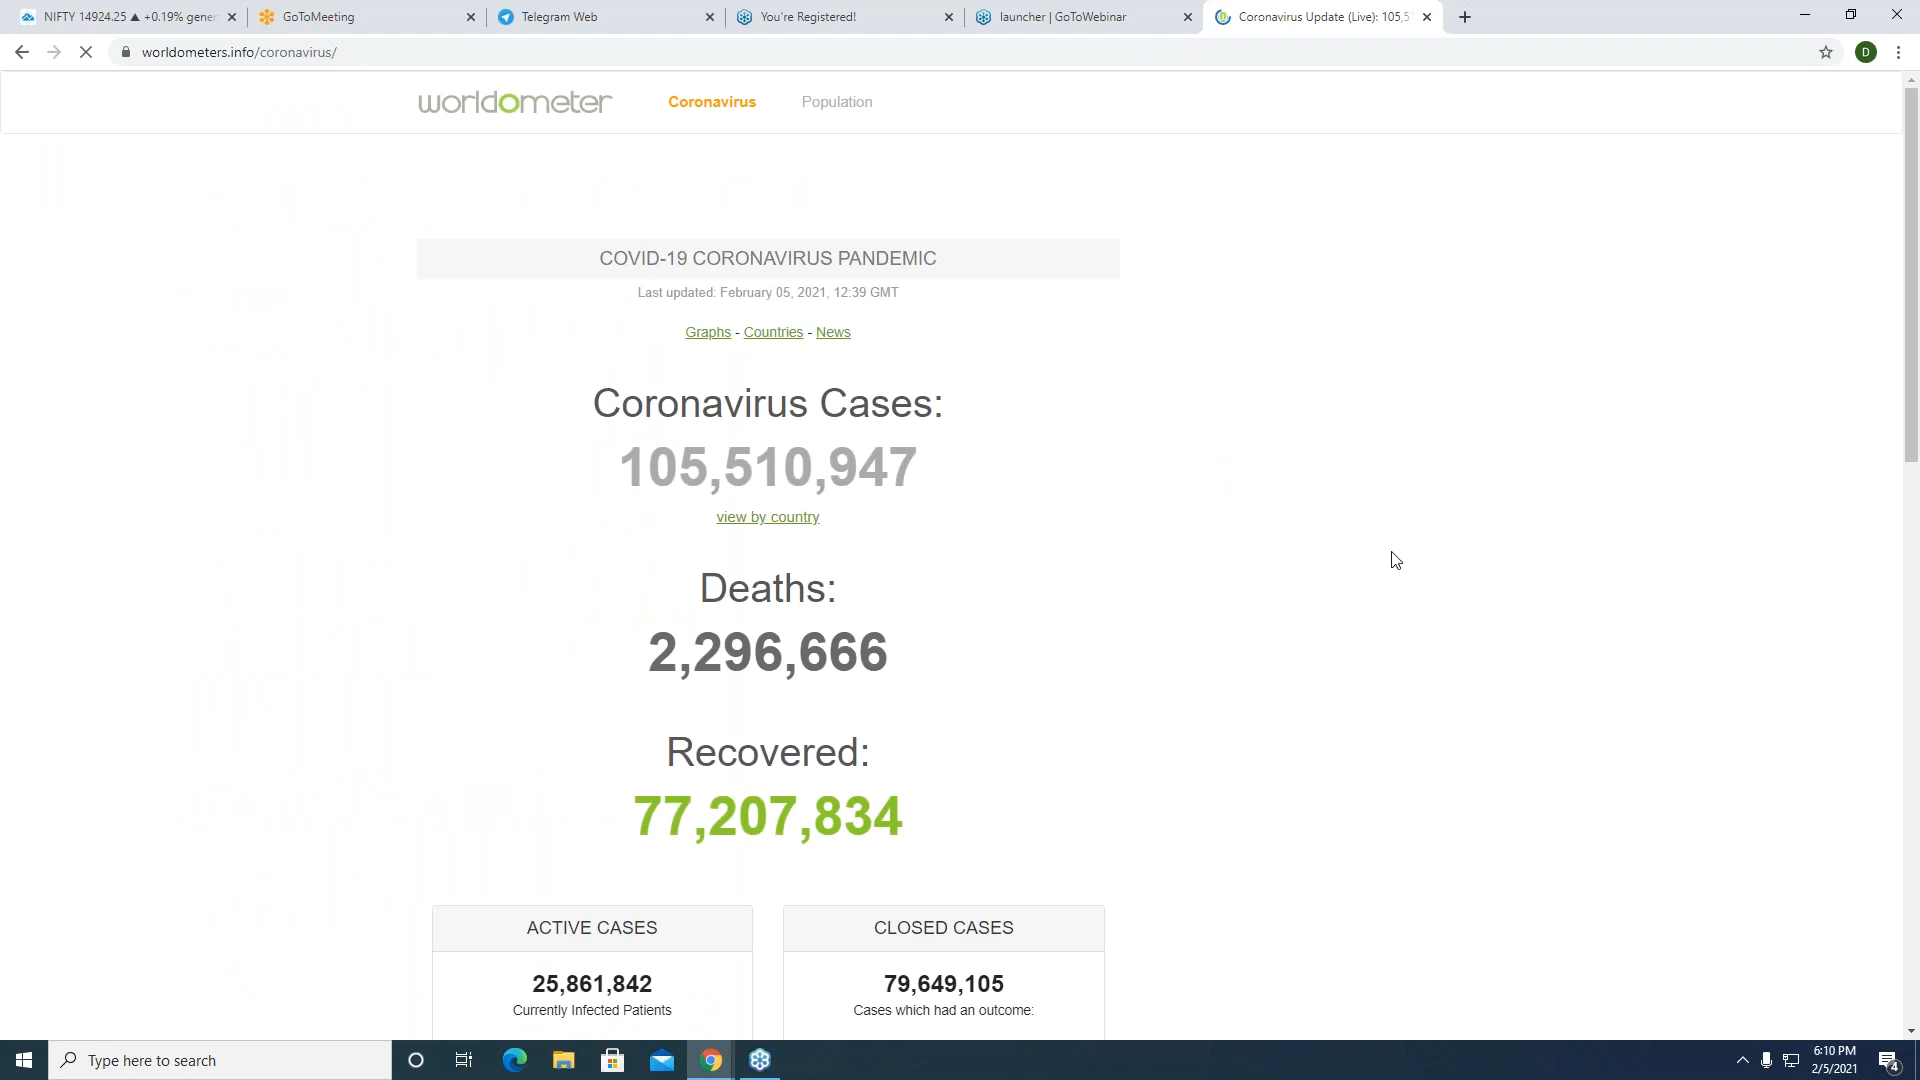 NIFTY 14924.25 ▲ +0.19% gener
GoToMeeting
Telegram Web
You're Registered!
launcher | GoToWebinar
Coronavirus Update (Live): 105,5
worldometers.info/coronavirus/
D
worldometer
Coronavirus
Population
COVID-19 CORONAVIRUS PANDEMIC
Last updated: February 05, 2021, 12:39 GMT
Graphs - Countries - News
Coronavirus Cases:
105,510,947
view by country
Deaths:
2,296,666
Recovered:
77,207,834
ACTIVE CASES
CLOSED CASES
25,861,842
79,649,105
Currently Infected Patients
Cases which had an outcome:
Type here to search
6:10 PM
2/5/2021
4